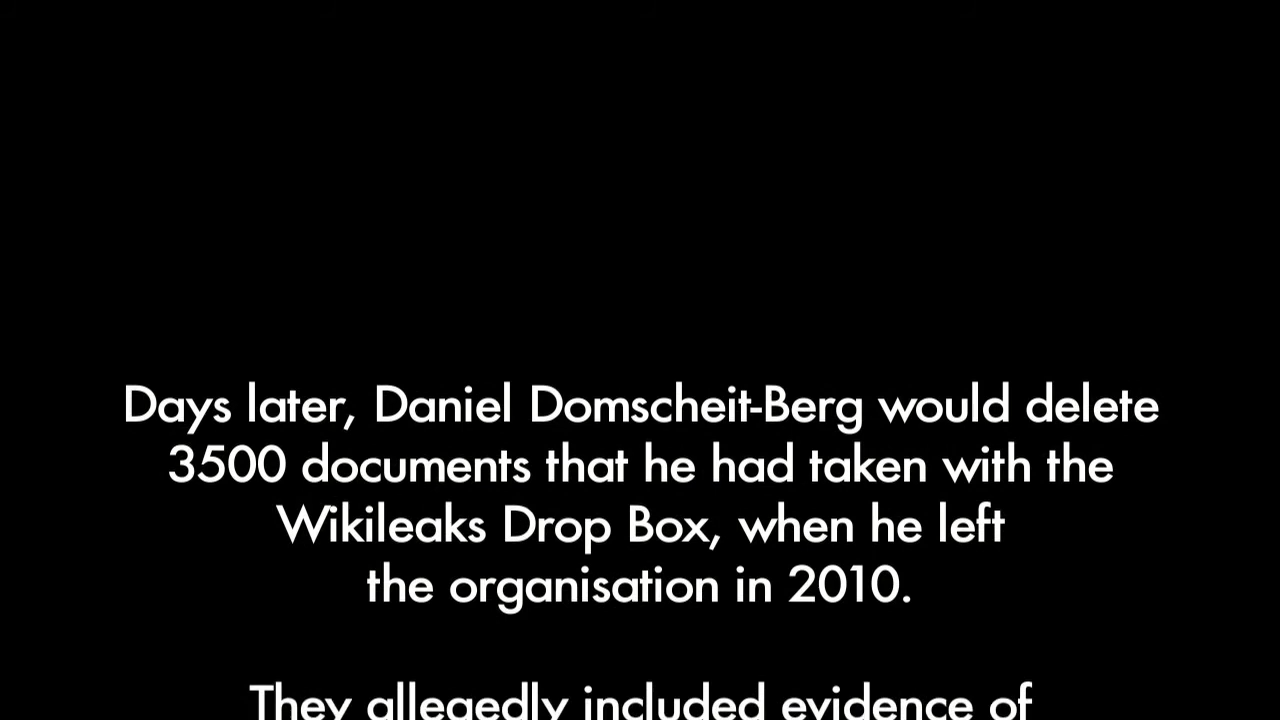 Days later, Daniel Domscheit-Berg would delete
3500 documents that he had taken with the
Wikileaks Drop Box, when he left
the organisation in 2010.
They allegedly included evidence of